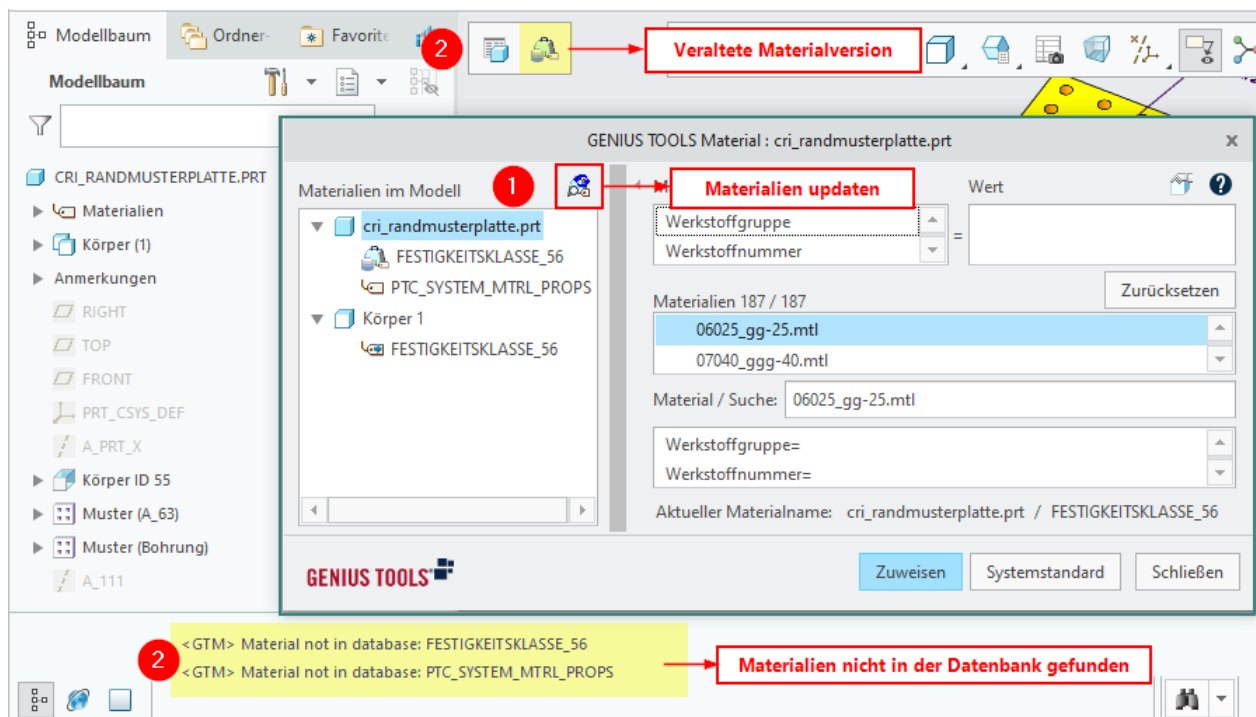 Modellbaum
Ordner-
Favorite
2
Veraltete Materialversion
Modellbaum
GENIUS TOOLS Material : cri_randmusterplatte.prt
CRI_RANDMUSTERPLATTE.PRT
Materialien
Körper (1)
Anmerkungen
RIGHT
TOP
FRONT
PRT_CSYS_DEF
A_PRT_X
Körper ID 55
Muster (A_63)
Muster (Bohrung)
A_111
Materialien im Modell
1
Materialien updaten
cri_randmusterplatte.prt
FESTIGKEITSKLASSE_56
PTC_SYSTEM_MTRL_PROPS
Körper 1
FESTIGKEITSKLASSE_56
Wert
Werkstoffgruppe
Werkstoffnummer
=
Zurücksetzen
Materialien 187 / 187
06025_gg-25.mtl
07040_ggg-40.mtl
Material / Suche: 06025_gg-25.mtl
Werkstoffgruppe=
Werkstoffnummer=
Aktueller Materialname: cri_randmusterplatte.prt / FESTIGKEITSKLASSE_56
GENIUS TOOLS
Zuweisen
Systemstandard
Schließen
2
<GTM> Material not in database: FESTIGKEITSKLASSE_56
<GTM> Material not in database: PTC_SYSTEM_MTRL_PROPS
Materialien nicht in der Datenbank gefunden